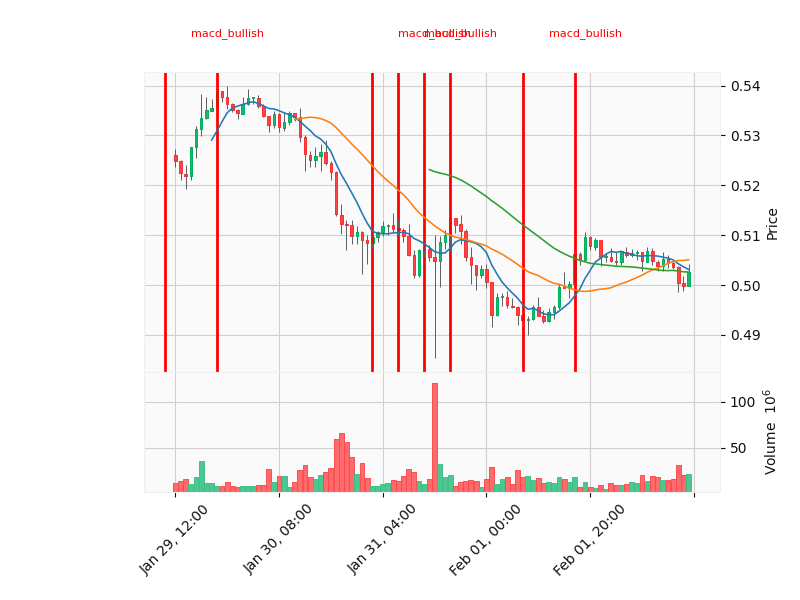 macd_bullish
macd_bullish
macd_bullish
macd_bullish
0.54
0.53
0.52
0.51
0.50
0.49
Price
100
50
Volume 10^6
Jan 29, 12:00
Jan 30, 08:00
Jan 31, 04:00
Feb 01, 00:00
Feb 01, 20:00